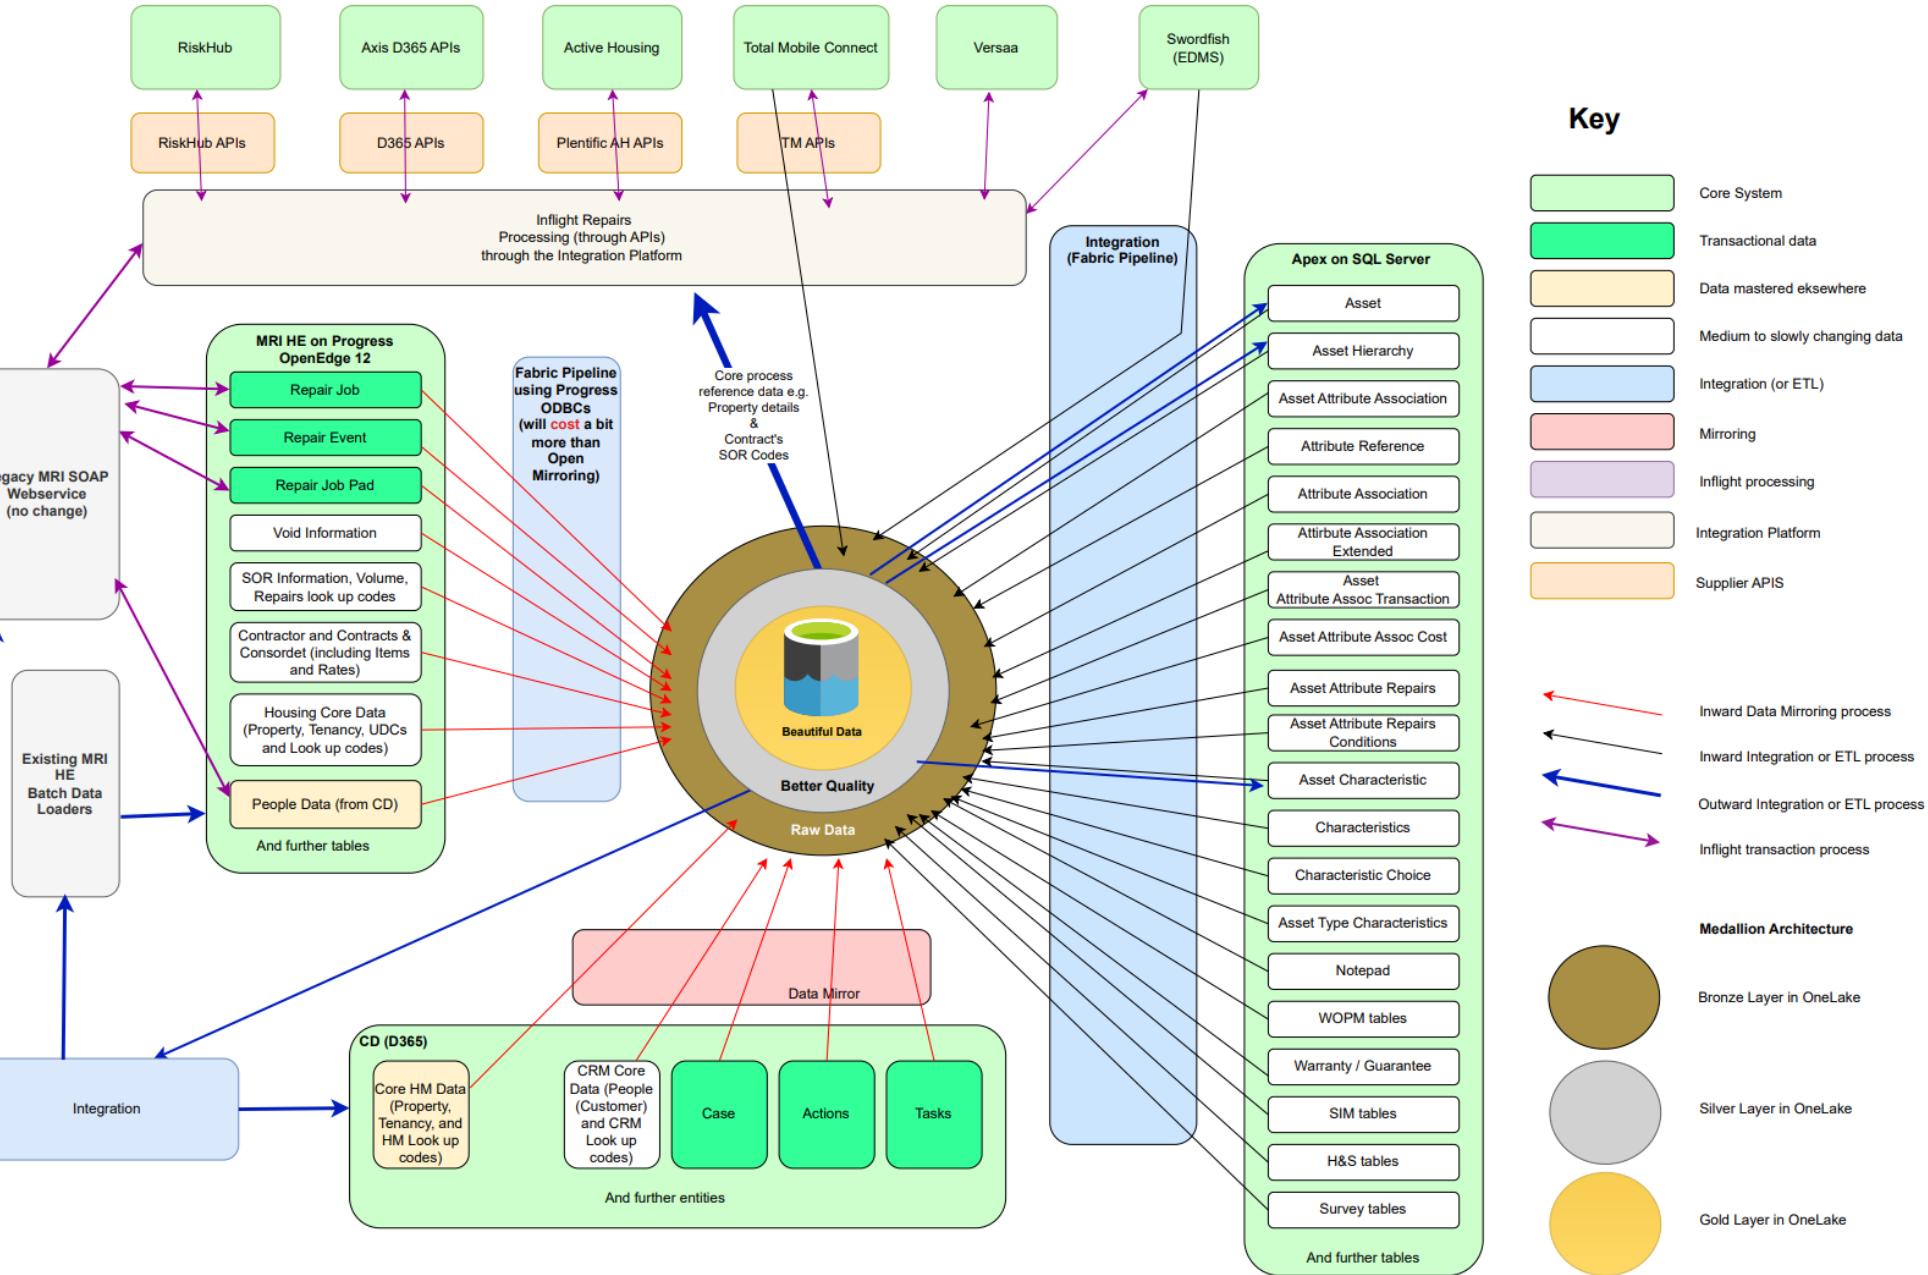 RiskHub
Axis D365 APIs
Active Housing
Total Mobile Connect
Versaa
Swordfish
(EDMS)
RiskHub APIs
D365 APIs
Plentific AH APIs
TM APIs
Inflight Repairs
Processing (through APIs)
through the Integration Platform
egacy MRI SOAP
Webservice
(no change)
Existing MRI
HE
Batch Data
Loaders
Integration
MRI HE on Progress
OpenEdge 12
Repair Job
Repair Event
Repair Job Pad
Void Information
SOR Information, Volume,
Repairs look up codes
Contractor and Contracts &
Consordet (including Items
and Rates)
Housing Core Data
(Property, Tenancy, UDCs
and Look up codes)
People Data (from CD)
And further tables
Fabric Pipeline
using Progress
ODBCs
(will cost a bit
more than
Open
Mirroring)
Core process
reference data e.g.
Property details
&
Contract's
SOR Codes
Beautiful Data
Better Quality
Raw Data
Data Mirror
CD (D365)
Core HM Data
(Property,
Tenancy, and
HM Look up
codes)
CRM Core
Data (People
(Customer)
and CRM
Look up
codes)
Case
Actions
Tasks
And further entities
Integration
(Fabric Pipeline)
Apex on SQL Server
Asset
Asset Hierarchy
Asset Attribute Association
Attribute Reference
Attribute Association
Attirbute Association
Extended
Asset
Attribute Assoc Transaction
Asset Attribute Assoc Cost
Asset Attribute Repairs
Asset Attribute Repairs
Conditions
Asset Characteristic
Characteristics
Characteristic Choice
Asset Type Characteristics
Notepad
WOPM tables
Warranty / Guarantee
SIM tables
H&S tables
Survey tables
And further tables
Key
Core System
Transactional data
Data mastered eksewhere
Medium to slowly changing data
Integration (or ETL)
Mirroring
Inflight processing
Integration Platform
Supplier APIS
Inward Data Mirroring process
Inward Integration or ETL process
Outward Integration or ETL process
Inflight transaction process
Medallion Architecture
Bronze Layer in OneLake
Silver Layer in OneLake
Gold Layer in OneLake